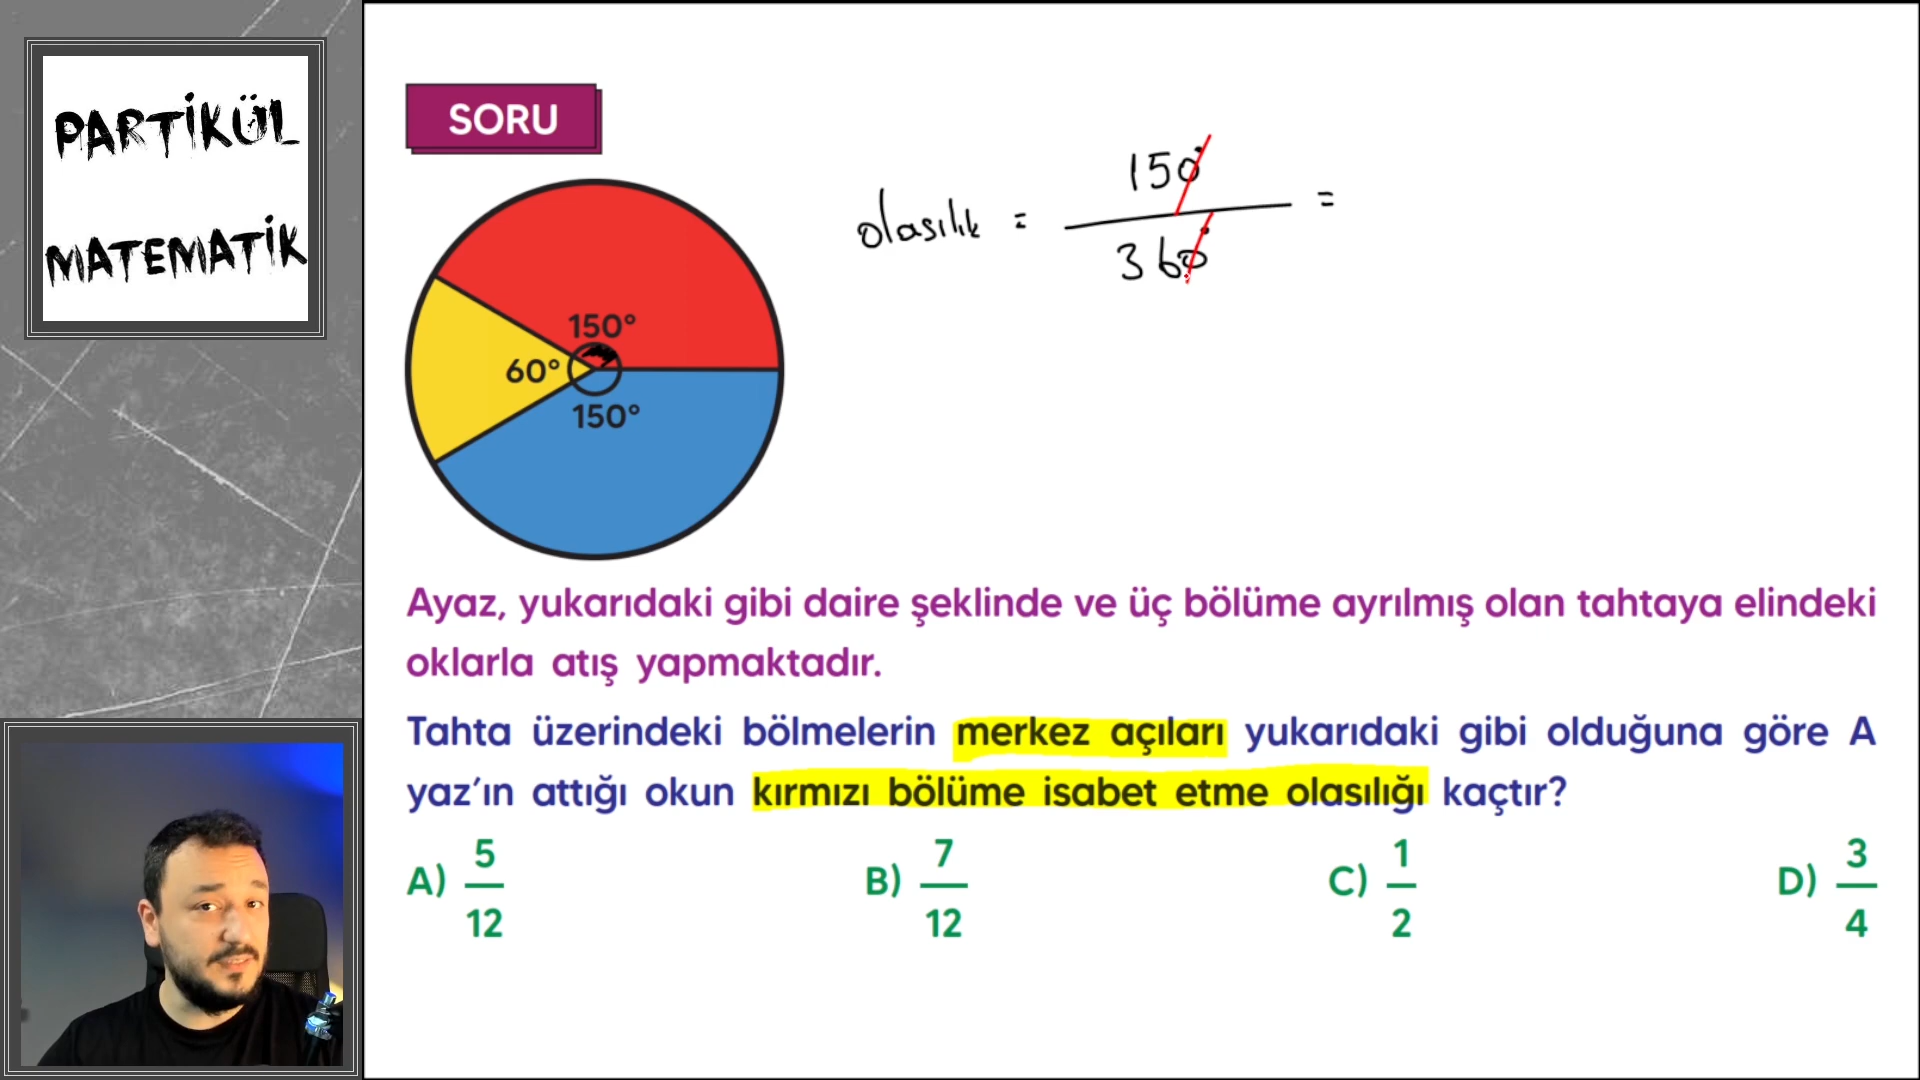 PARTİKÜL
MATEMATİK
SORU
olasılık = 150° / 360° =
150°
60°
150°
Ayaz, yukarıdaki gibi daire şeklinde ve üç bölüme ayrılmış olan tahtaya elindeki
oklarla atış yapmaktadır.
Tahta üzerindeki bölmelerin merkez açıları yukarıdaki gibi olduğuna göre A
yaz'ın attığı okun kırmızı bölüme isabet etme olasılığı kaçtır?
A) 5/12 B) 7/12 C) 1/2 D) 3/4